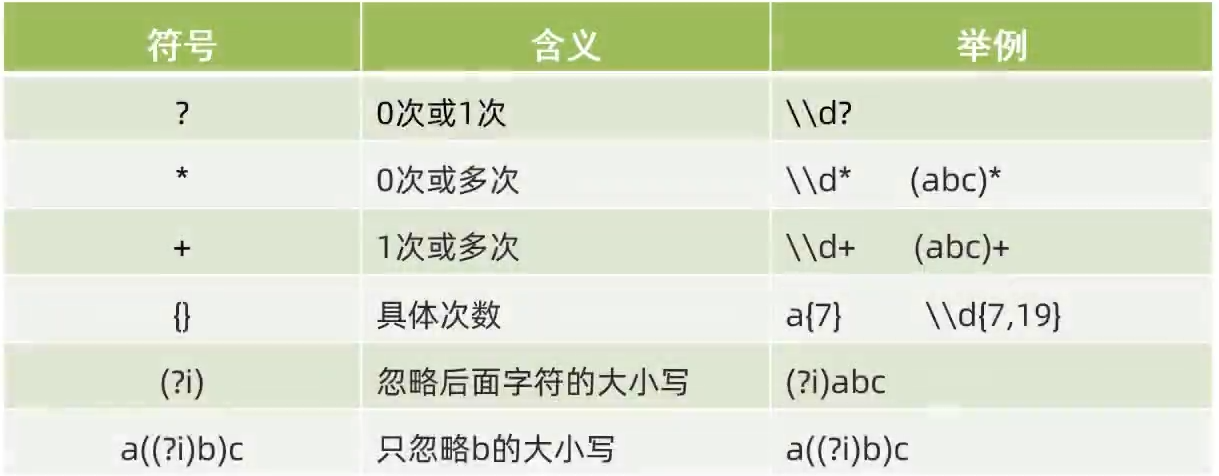 符号 含义 举例
? 0次或1次 \\d?
* 0次或多次 \\d* (abc)*
+ 1次或多次 \\d+ (abc)+
{} 具体次数 a{7} \\d{7,19}
(?i) 忽略后面字符的大小写 (?i)abc
a((?i)b)c 只忽略b的大小写 a((?i)b)c